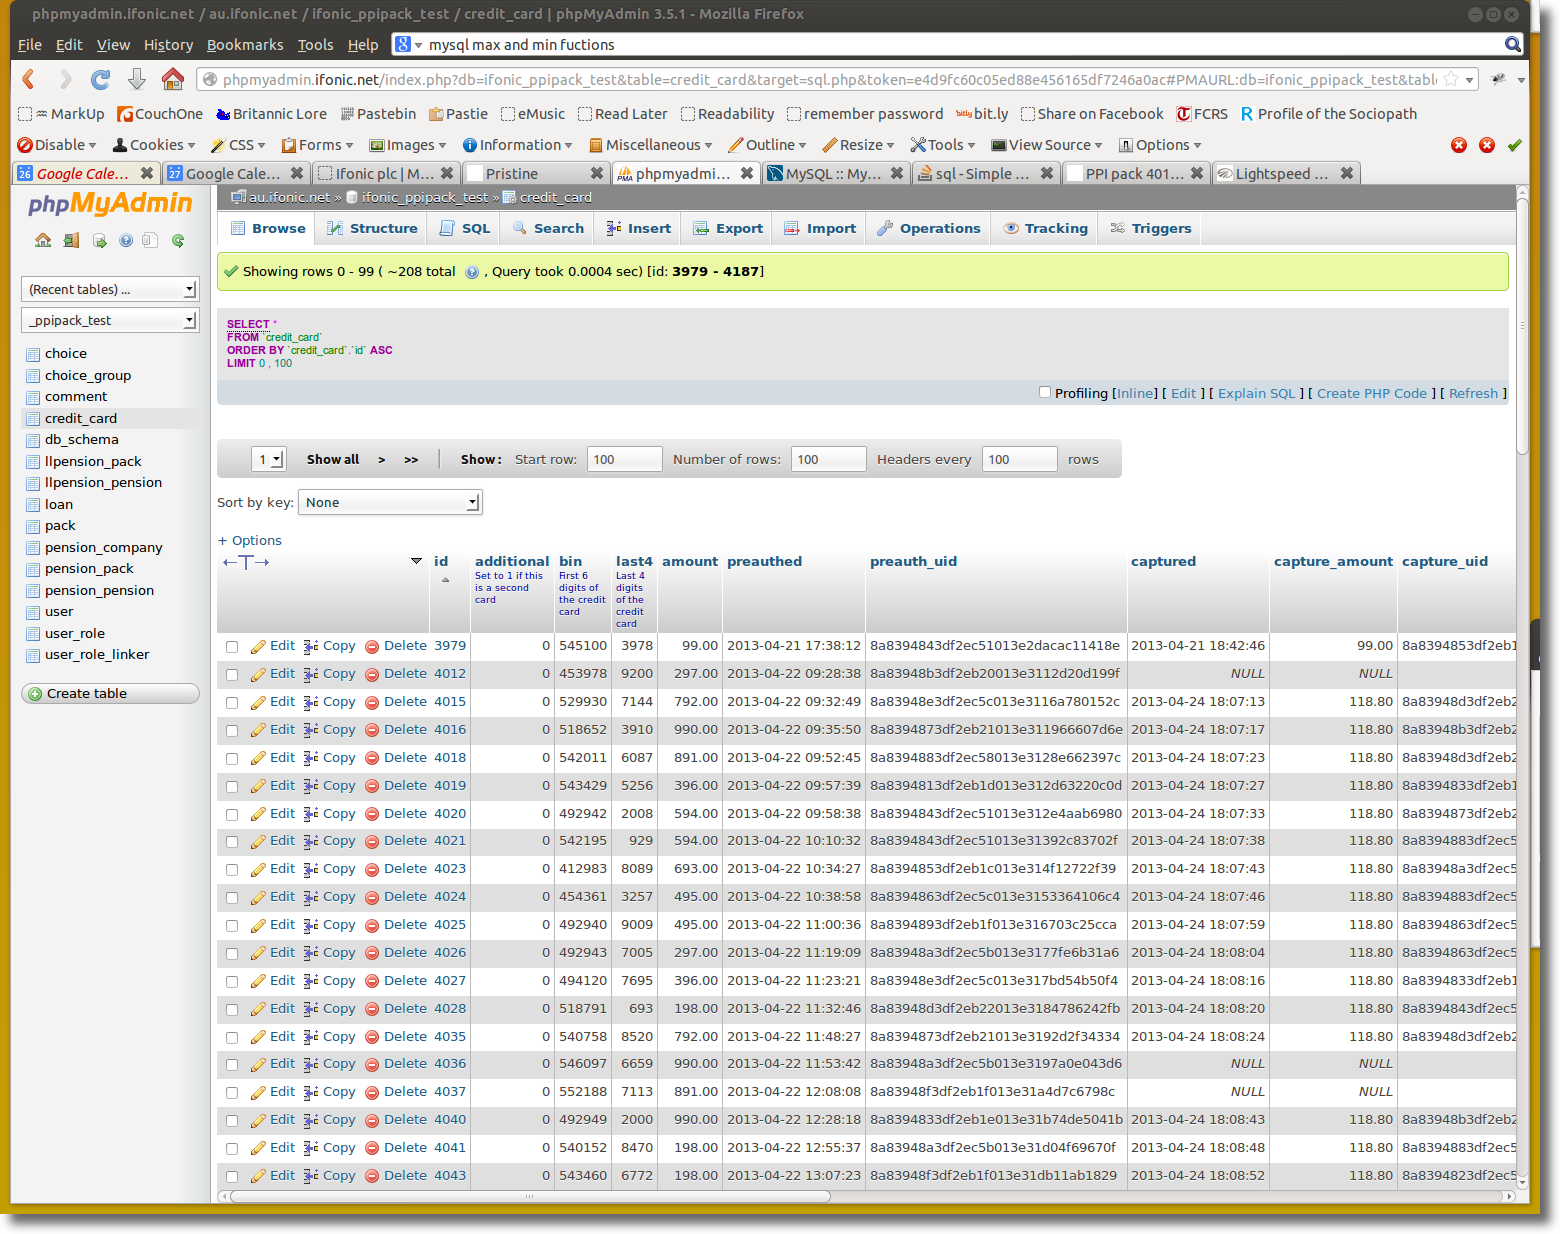 phpmyadmin.ifonic.net / au.ifonic.net / ifonic_ppipack_test / credit_card | phpMyAdmin 3.5.1 - Mozilla Firefox
File Edit View History Bookmarks Tools Help mysql max and min fuctions
phpmyadmin.ifonic.net/index.php?db=ifonic_ppipack_test&table=credit_card&target=sql.php&token=e4d9fc60c05ed88e456165df7246a0ac#PMAURL:db=ifonic_ppipack_test&tabl
MarkUp CouchOne Britannic Lore Pastebin Pastie eMusic Read Later Readability remember password bit.ly Share on Facebook FCRS Profile of the Sociopath
Disable Cookies CSS Forms Images Information Miscellaneous Outline Resize Tools View Source Options
Google Cale... Google Cale... Ifonic plc | M... Pristine phpmyadmi... MySQL :: My... sql - Simple ... PPI pack 401... Lightspeed ...
phpMyAdmin
au.ifonic.net » ifonic_ppipack_test » credit_card
Browse Structure SQL Search Insert Export Import Operations Tracking Triggers
Showing rows 0 - 99 ( ~208 total , Query took 0.0004 sec) [id: 3979 - 4187]
(Recent tables) ...
_ppipack_test
choice
choice_group
comment
credit_card
db_schema
llpension_pack
llpension_pension
loan
pack
pension_company
pension_pack
pension_pension
user
user_role
user_role_linker
Create table
SELECT *
FROM `credit_card`
ORDER BY `credit_card`.`id` ASC
LIMIT 0 , 100
Profiling [Inline] [ Edit ] [ Explain SQL ] [ Create PHP Code ] [ Refresh ]
1 Show all > >> Show : Start row: 100 Number of rows: 100 Headers every 100 rows
Sort by key: None
+ Options
id additional bin last4 amount preauthed preauth_uid captured capture_amount capture_uid
Set to 1 if this is a second card First 6 digits of the credit card Last 4 digits of the credit card
Edit Copy Delete 3979 0 545100 3978 99.00 2013-04-21 17:38:12 8a8394843df2ec51013e2dacac11418e 2013-04-21 18:42:46 99.00 8a8394853df2eb1
Edit Copy Delete 4012 0 453978 9200 297.00 2013-04-22 09:28:38 8a83948b3df2eb20013e3112d20d199f NULL NULL
Edit Copy Delete 4015 0 529930 7144 792.00 2013-04-22 09:32:49 8a83948e3df2ec5c013e3116a780152c 2013-04-24 18:07:13 118.80 8a83948d3df2eb2
Edit Copy Delete 4016 0 518652 3910 990.00 2013-04-22 09:35:50 8a8394873df2eb21013e311966607d6e 2013-04-24 18:07:17 118.80 8a83948b3df2eb2
Edit Copy Delete 4018 0 542011 6087 891.00 2013-04-22 09:52:45 8a8394883df2ec58013e3128e662397c 2013-04-24 18:07:23 118.80 8a83948d3df2eb2
Edit Copy Delete 4019 0 543429 5256 396.00 2013-04-22 09:57:39 8a8394813df2eb1d013e312d63220c0d 2013-04-24 18:07:27 118.80 8a8394833df2eb1
Edit Copy Delete 4020 0 492942 2008 594.00 2013-04-22 09:58:38 8a8394843df2ec51013e312e4aab6980 2013-04-24 18:07:33 118.80 8a8394873df2eb2
Edit Copy Delete 4021 0 542195 929 594.00 2013-04-22 10:10:32 8a8394843df2ec51013e31392c83702f 2013-04-24 18:07:38 118.80 8a8394883df2ec5
Edit Copy Delete 4023 0 412983 8089 693.00 2013-04-22 10:34:27 8a8394853df2eb1c013e314f12722f39 2013-04-24 18:07:43 118.80 8a83948a3df2ec5
Edit Copy Delete 4024 0 454361 3257 495.00 2013-04-22 10:38:58 8a8394863df2ec5c013e3153364106c4 2013-04-24 18:07:46 118.80 8a8394883df2ec5
Edit Copy Delete 4025 0 492940 9009 495.00 2013-04-22 11:00:36 8a8394893df2eb1f013e316703c25cca 2013-04-24 18:07:59 118.80 8a8394863df2ec5
Edit Copy Delete 4026 0 492943 7005 297.00 2013-04-22 11:19:09 8a83948a3df2ec5b013e3177fe6b31a6 2013-04-24 18:08:04 118.80 8a8394863df2ec5
Edit Copy Delete 4027 0 494120 7695 396.00 2013-04-22 11:23:21 8a83948e3df2ec5c013e317bd54b50f4 2013-04-24 18:08:16 118.80 8a8394833df2eb1
Edit Copy Delete 4028 0 518791 693 198.00 2013-04-22 11:32:46 8a83948d3df2eb22013e3184786242fb 2013-04-24 18:08:20 118.80 8a8394843df2ec5
Edit Copy Delete 4035 0 540758 8520 792.00 2013-04-22 11:48:27 8a8394873df2eb21013e3192d2f34334 2013-04-24 18:08:24 118.80 8a83948d3df2eb2
Edit Copy Delete 4036 0 546097 6659 990.00 2013-04-22 11:53:42 8a83948a3df2ec5b013e3197a0e043d6 NULL NULL
Edit Copy Delete 4037 0 552188 7113 891.00 2013-04-22 12:08:08 8a83948f3df2eb1f013e31a4d7c6798c NULL NULL
Edit Copy Delete 4040 0 492949 2000 990.00 2013-04-22 12:28:18 8a8394833df2eb1e013e31b74de5041b 2013-04-24 18:08:43 118.80 8a83948b3df2eb2
Edit Copy Delete 4041 0 540152 8470 198.00 2013-04-22 12:55:37 8a83948a3df2ec5b013e31d04f69670f 2013-04-24 18:08:48 118.80 8a8394883df2ec5
Edit Copy Delete 4043 0 543460 6772 198.00 2013-04-22 13:07:23 8a83948f3df2eb1f013e31db11ab1829 2013-04-24 18:08:52 118.80 8a8394823df2ec5